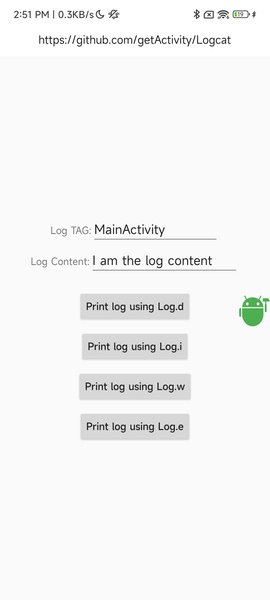 2:51 PM | 0.3KB/s
https://github.com/getActivity/Logcat
Log TAG: MainActivity
Log Content: I am the log content
Print log using Log.d
Print log using Log.i
Print log using Log.w
Print log using Log.e